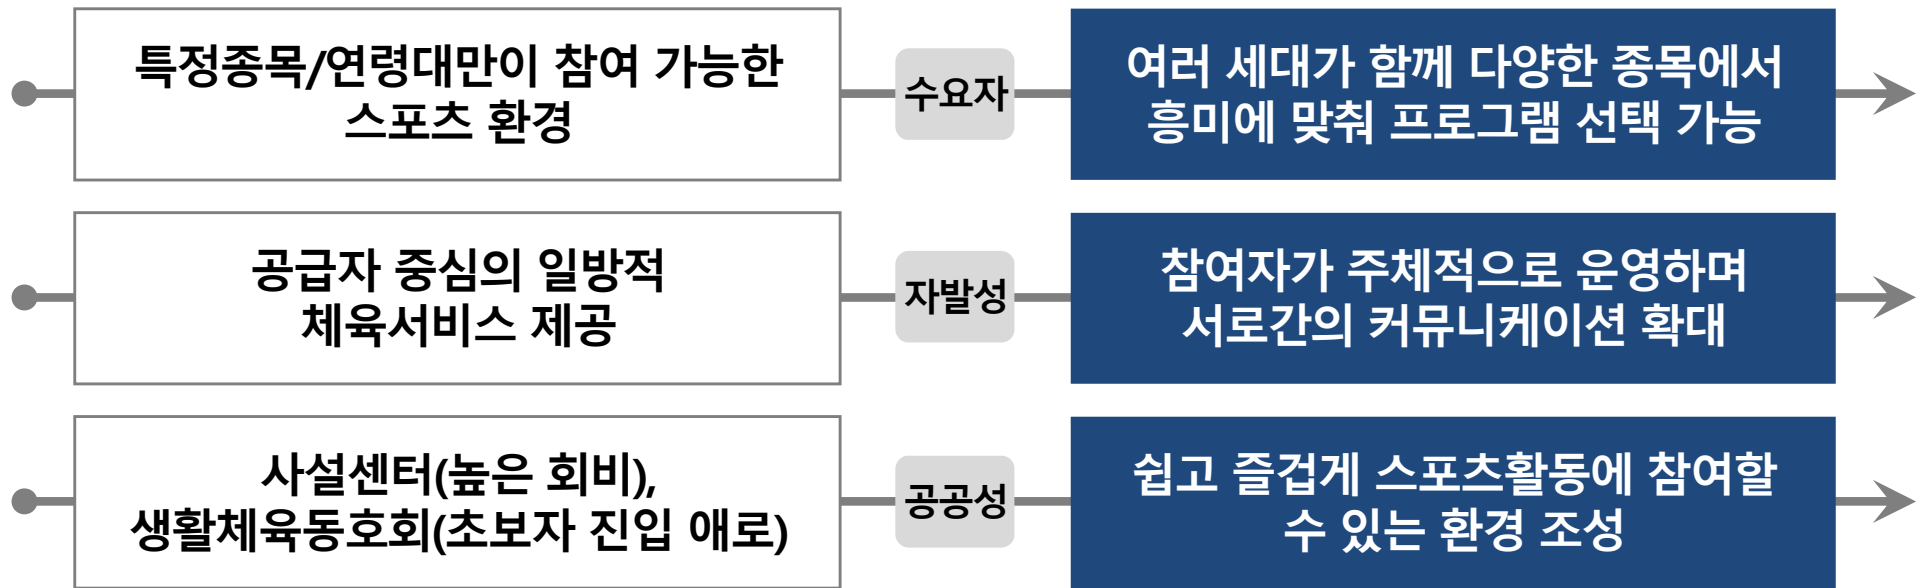 특정종목/연령대만이 참여 가능한
스포츠 환경
수요자
여러 세대가 함께 다양한 종목에서
흥미에 맞춰 프로그램 선택 가능
공급자 중심의 일방적
체육서비스 제공
자발성
참여자가 주체적으로 운영하며
서로간의 커뮤니케이션 확대
사설센터(높은 회비),
생활체육동호회(초보자 진입 애로)
공공성
쉽고 즐겁게 스포츠활동에 참여할
수 있는 환경 조성